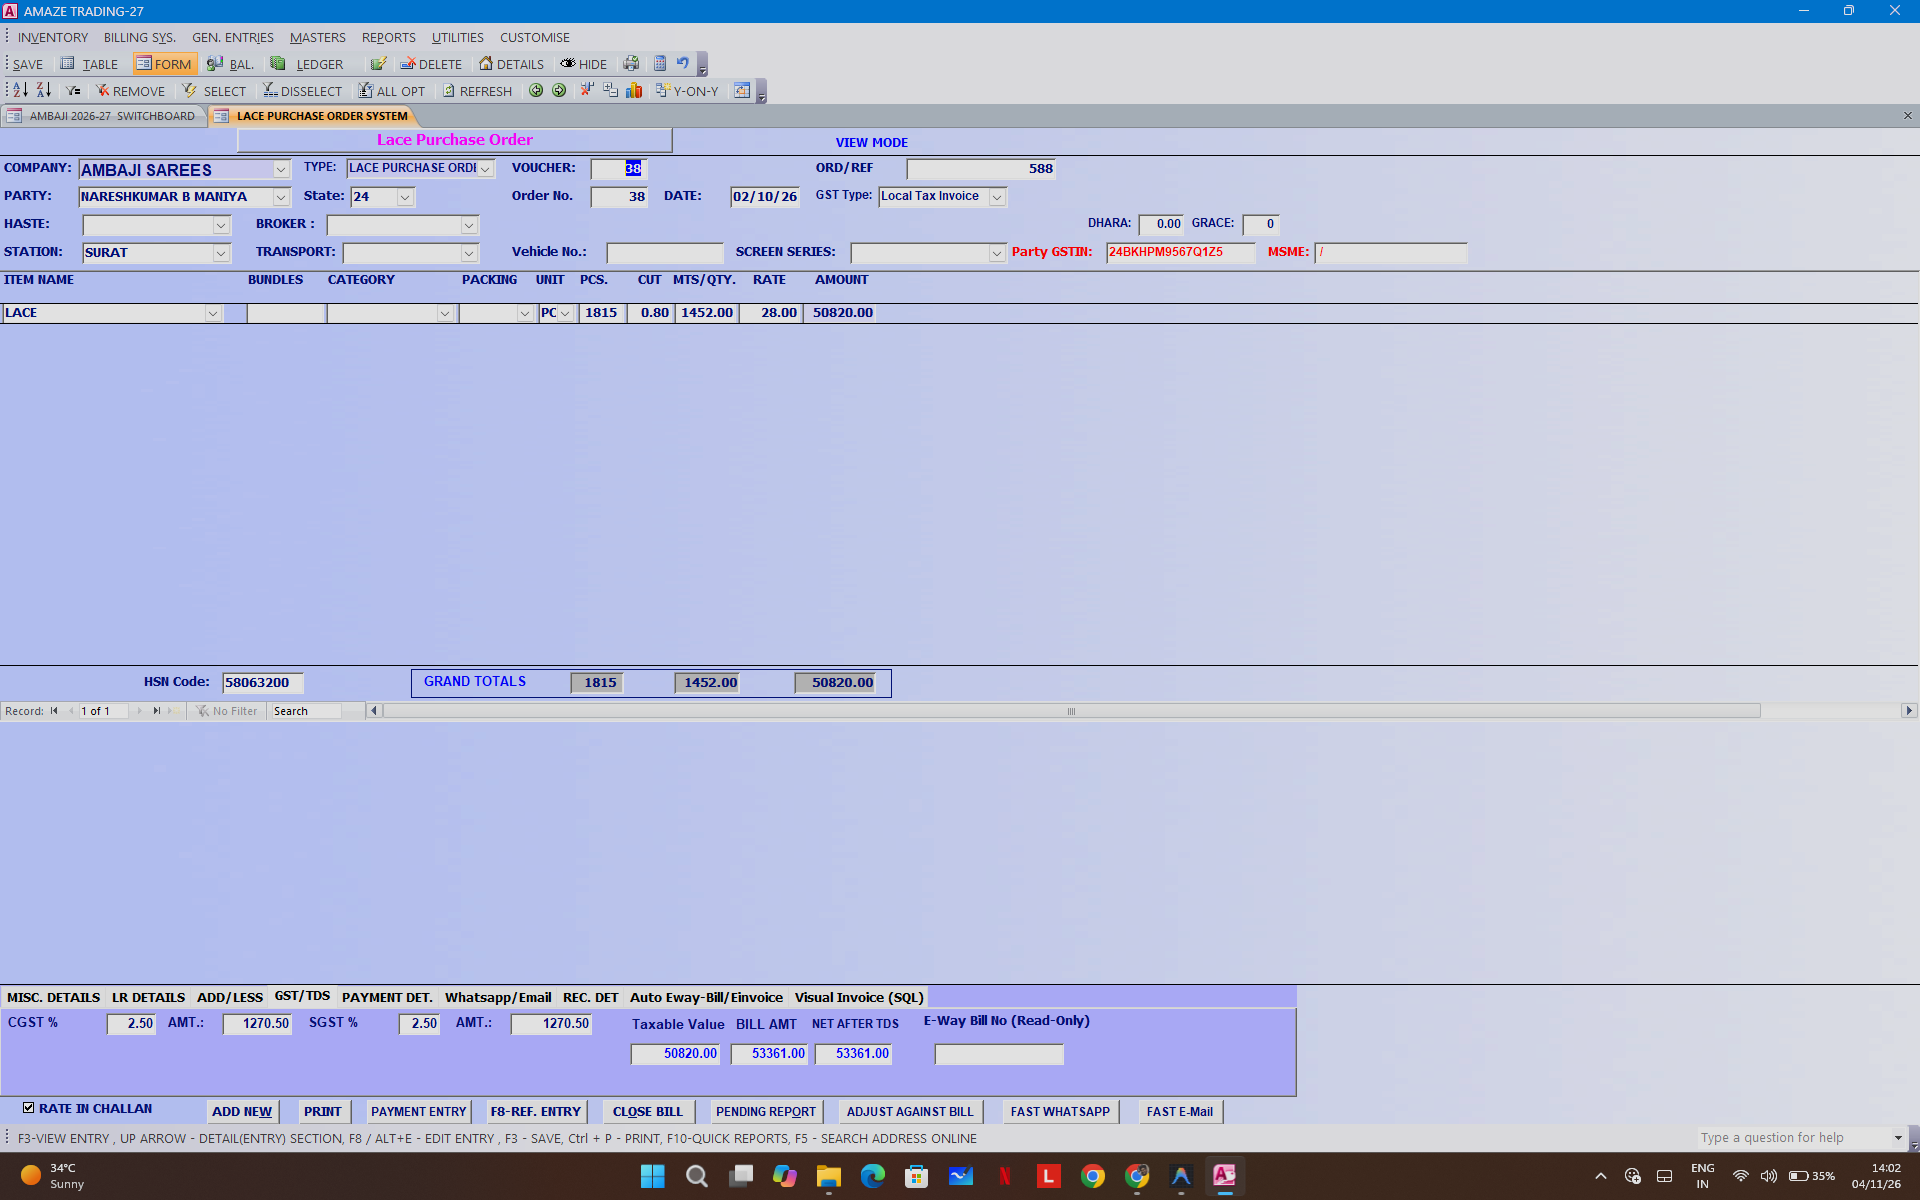 AMAZE TRADING-27
INVENTORY BILLING SYS. GEN. ENTRIES MASTERS REPORTS UTILITIES CUSTOMISE
SAVE TABLE FORM BAL. LEDGER DELETE DETAILS HIDE
REMOVE SELECT DISSELECT ALL OPT REFRESH Y-ON-Y
AMBAJI 2026-27 SWITCHBOARD LACE PURCHASE ORDER SYSTEM
Lace Purchase Order VIEW MODE
COMPANY: AMBAJI SAREES TYPE: LACE PURCHASE ORDI VOUCHER: 38 ORD/REF 588
PARTY: NARESHKUMAR B MANIYA State: 24 Order No. 38 DATE: 02/10/26 GST Type: Local Tax Invoice
HASTE: BROKER : DHARA: 0.00 GRACE: 0
STATION: SURAT TRANSPORT: Vehicle No.: SCREEN SERIES: Party GSTIN: 24BKHPM9567Q1Z5 MSME: /
ITEM NAME BUNDLES CATEGORY PACKING UNIT PCS. CUT MTS/QTY. RATE AMOUNT
LACE PC 1815 0.80 1452.00 28.00 50820.00
HSN Code: 58063200 GRAND TOTALS 1815 1452.00 50820.00
Record: 1 of 1 No Filter Search
MISC. DETAILS LR DETAILS ADD/LESS GST/TDS PAYMENT DET. Whatsapp/Email REC. DET Auto Eway-Bill/Einvoice Visual Invoice (SQL)
CGST % 2.50 AMT.: 1270.50 SGST % 2.50 AMT.: 1270.50 Taxable Value BILL AMT NET AFTER TDS E-Way Bill No (Read-Only)
50820.00 53361.00 53361.00
RATE IN CHALLAN ADD NEW PRINT PAYMENT ENTRY F8-REF. ENTRY CLOSE BILL PENDING REPORT ADJUST AGAINST BILL FAST WHATSAPP FAST E-Mail
F3-VIEW ENTRY , UP ARROW - DETAIL(ENTRY) SECTION, F8 / ALT+E - EDIT ENTRY , F3 - SAVE, Ctrl + P - PRINT, F10-QUICK REPORTS, F5 - SEARCH ADDRESS ONLINE Type a question for help
34°C ENG 14:02
Sunny IN 35% 04/11/26